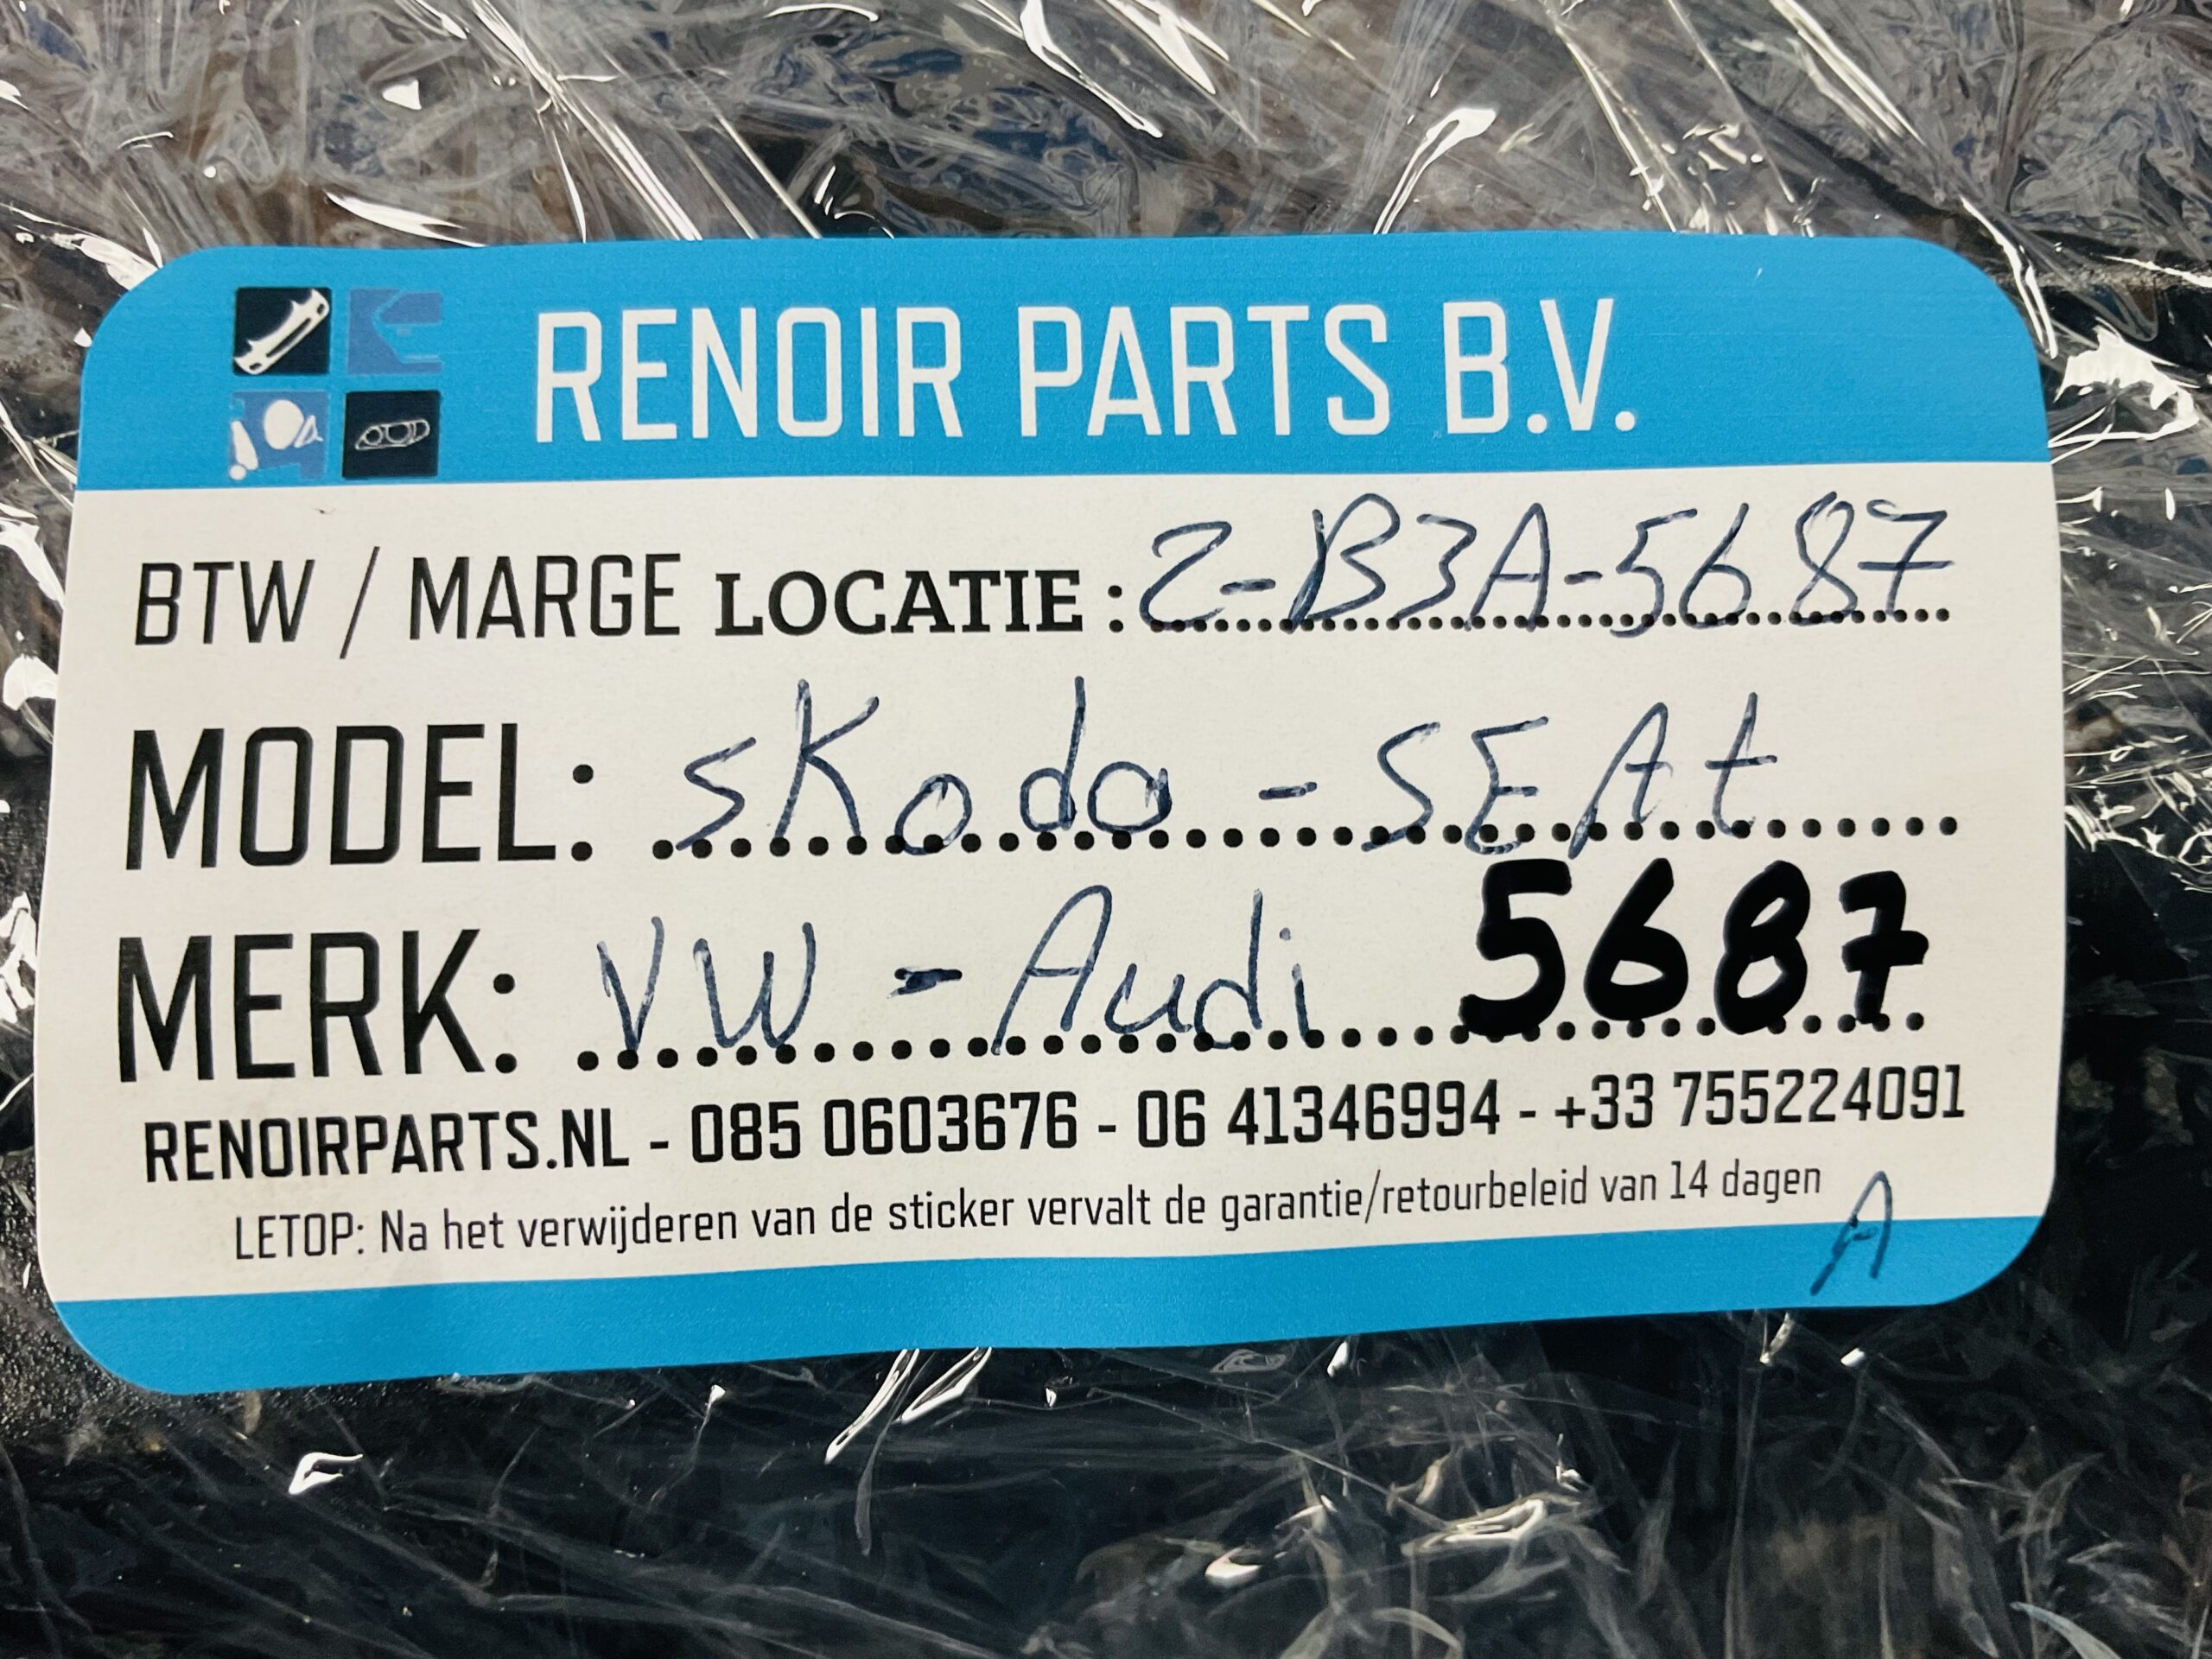 RENOIR PARTS B.V.
BTW / MARGE LOCATIE : 2-B3A-5687
MODEL: sKoda - SEAt
MERK: VW - Audi 5687
RENOIRPARTS.NL - 085 0603676 - 06 41346994 - +33 755224091
LETOP: Na het verwijderen van de sticker vervalt de garantie/retourbeleid van 14 dagen
A